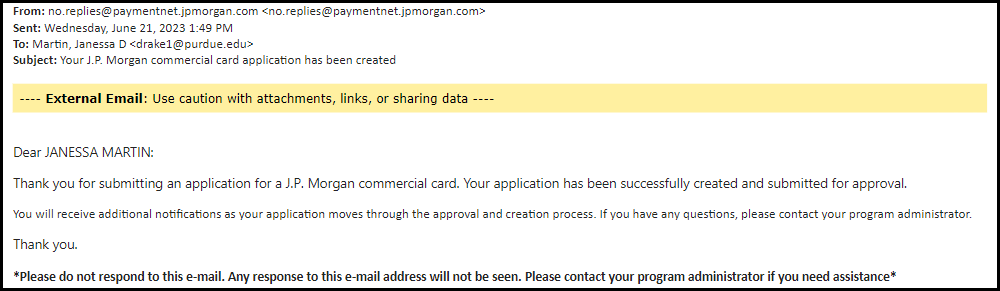 From: no.replies@paymentnet.jpmorgan.com <no.replies@paymentnet.jpmorgan.com>
Sent: Wednesday, June 21, 2023 1:49 PM
To: Martin, Janessa D <drake1@purdue.edu>
Subject: Your J.P. Morgan commercial card application has been created
---- External Email: Use caution with attachments, links, or sharing data ----
Dear JANESSA MARTIN:
Thank you for submitting an application for a J.P. Morgan commercial card. Your application has been successfully created and submitted for approval.
You will receive additional notifications as your application moves through the approval and creation process. If you have any questions, please contact your program administrator.
Thank you.
*Please do not respond to this e-mail. Any response to this e-mail address will not be seen. Please contact your program administrator if you need assistance*